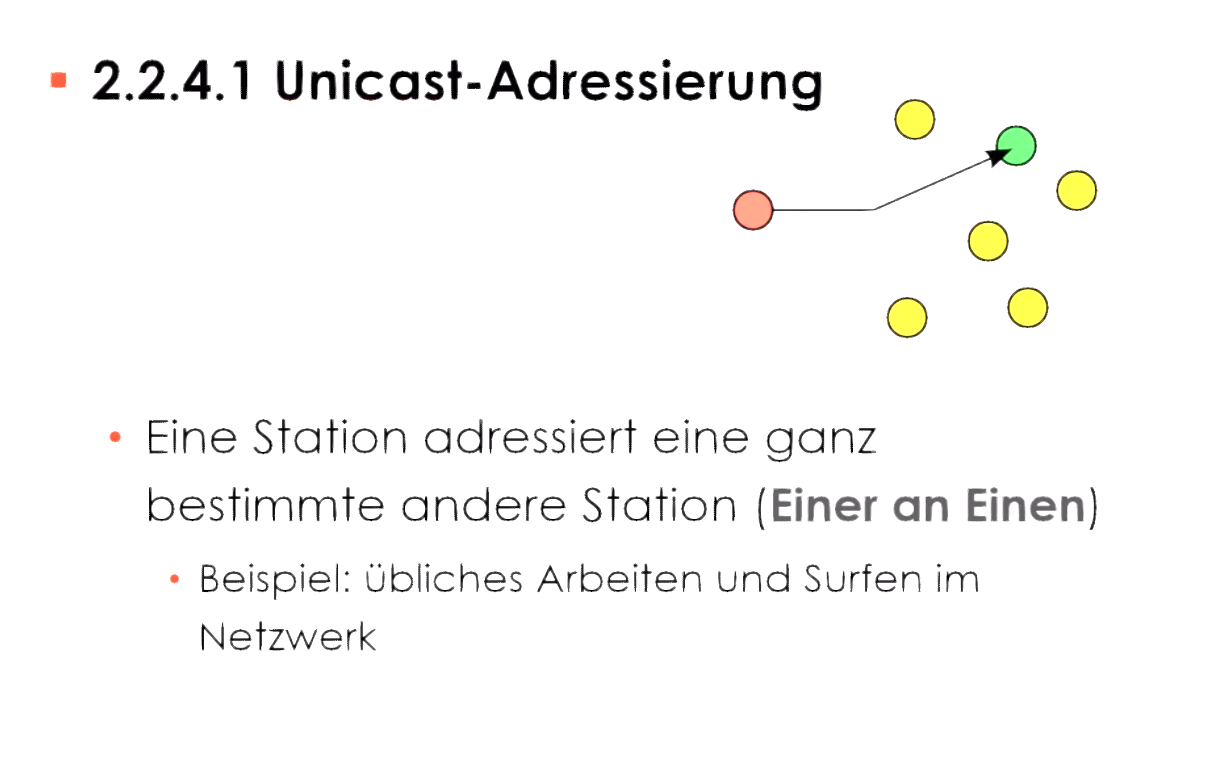 2.2.4.1 Unicast-Adressierung
Eine Station adressiert eine ganz
bestimmte andere Station (Einer an Einen)
Beispiel: übliches Arbeiten und Surfen im
Netzwerk